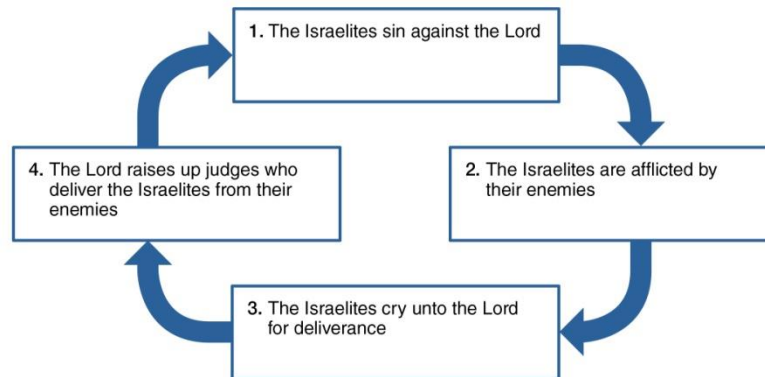 1. The Israelites sin against the Lord
2. The Israelites are afflicted by
their enemies
3. The Israelites cry unto the Lord
for deliverance
4. The Lord raises up judges who
deliver the Israelites from their
enemies